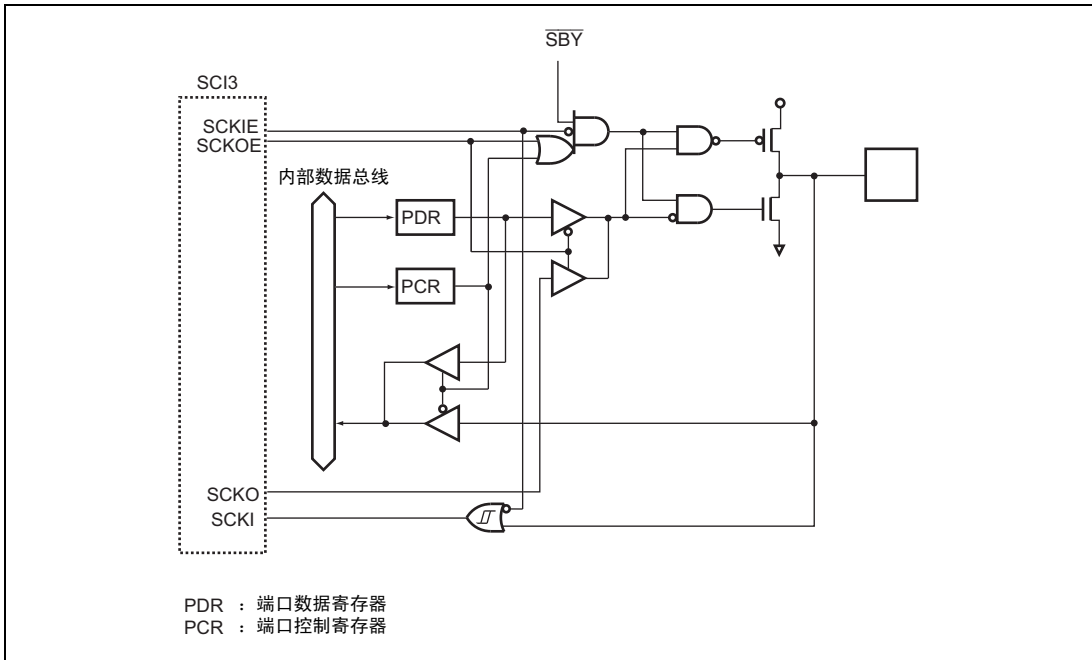 SBY
SCI3
SCKIE
SCKOE
内部数据总线
PDR
PCR
SCKO
SCKI
PDR ：端口数据寄存器
PCR ：端口控制寄存器